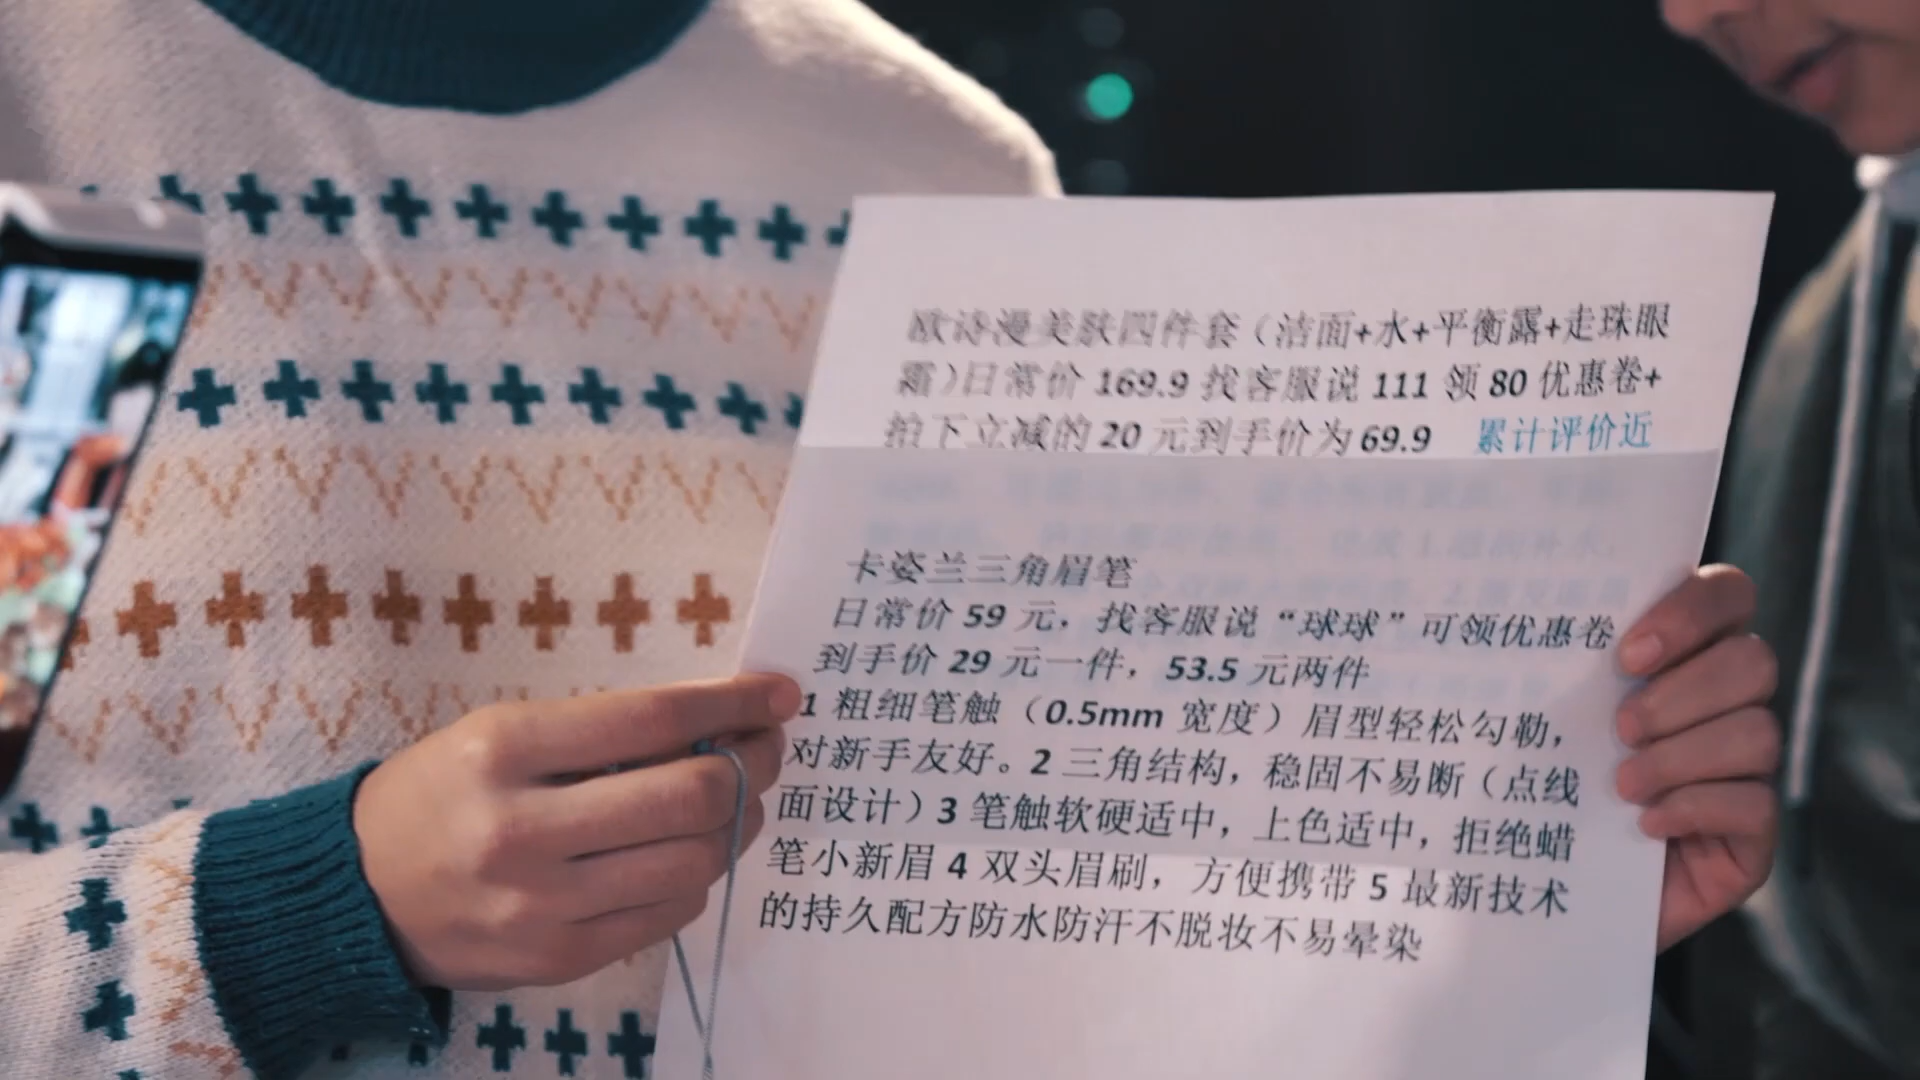 欧诗漫美肤四件套（洁面+水+平衡露+走珠眼
霜）日常价 169.9 找客服说 111 领 80 优惠卷+
拍下立减的 20 元到手价为 69.9 累计评价近
卡姿兰三角眉笔
日常价 59 元，找客服说“球球”可领优惠卷
到手价 29 元一件，53.5 元两件
1 粗细笔触（0.5mm 宽度）眉型轻松勾勒，
对新手友好。2 三角结构，稳固不易断（点线
面设计）3 笔触软硬适中，上色适中，拒绝蜡
笔小新眉 4 双头眉刷，方便携带 5 最新技术
的持久配方防水防汗不脱妆不易晕染